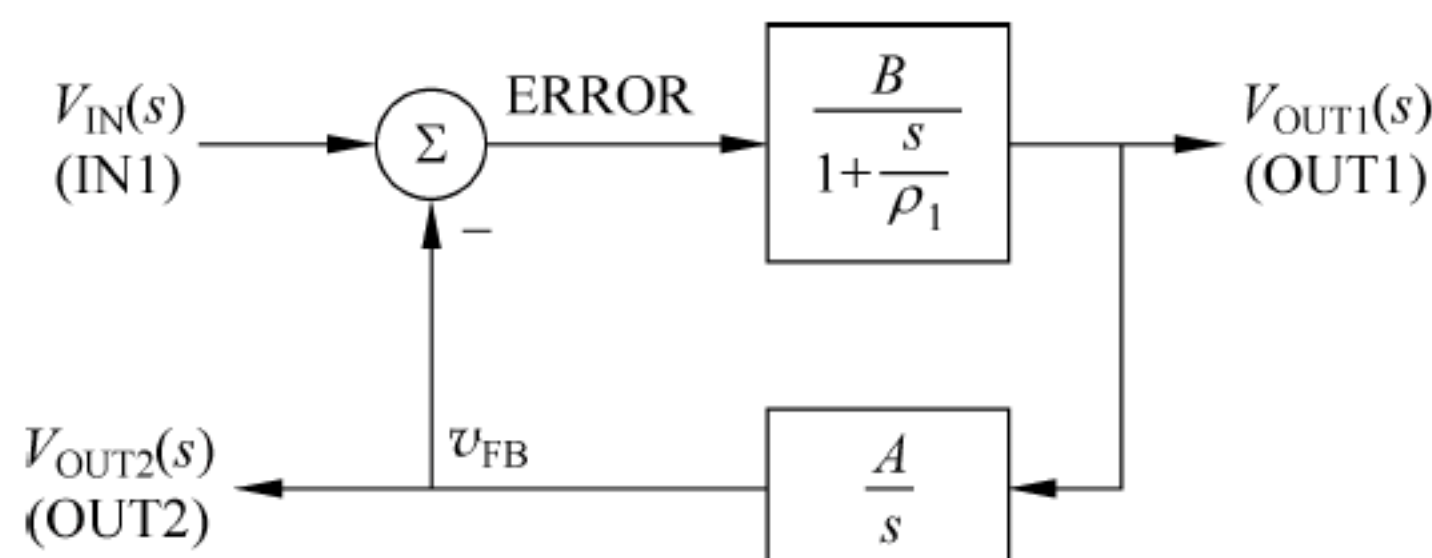 V_IN(s)
(IN1)
Σ
ERROR
B
1+ s
ρ_1
V_OUT1(s)
(OUT1)
−
V_OUT2(s)
(OUT2)
v_FB
A
s